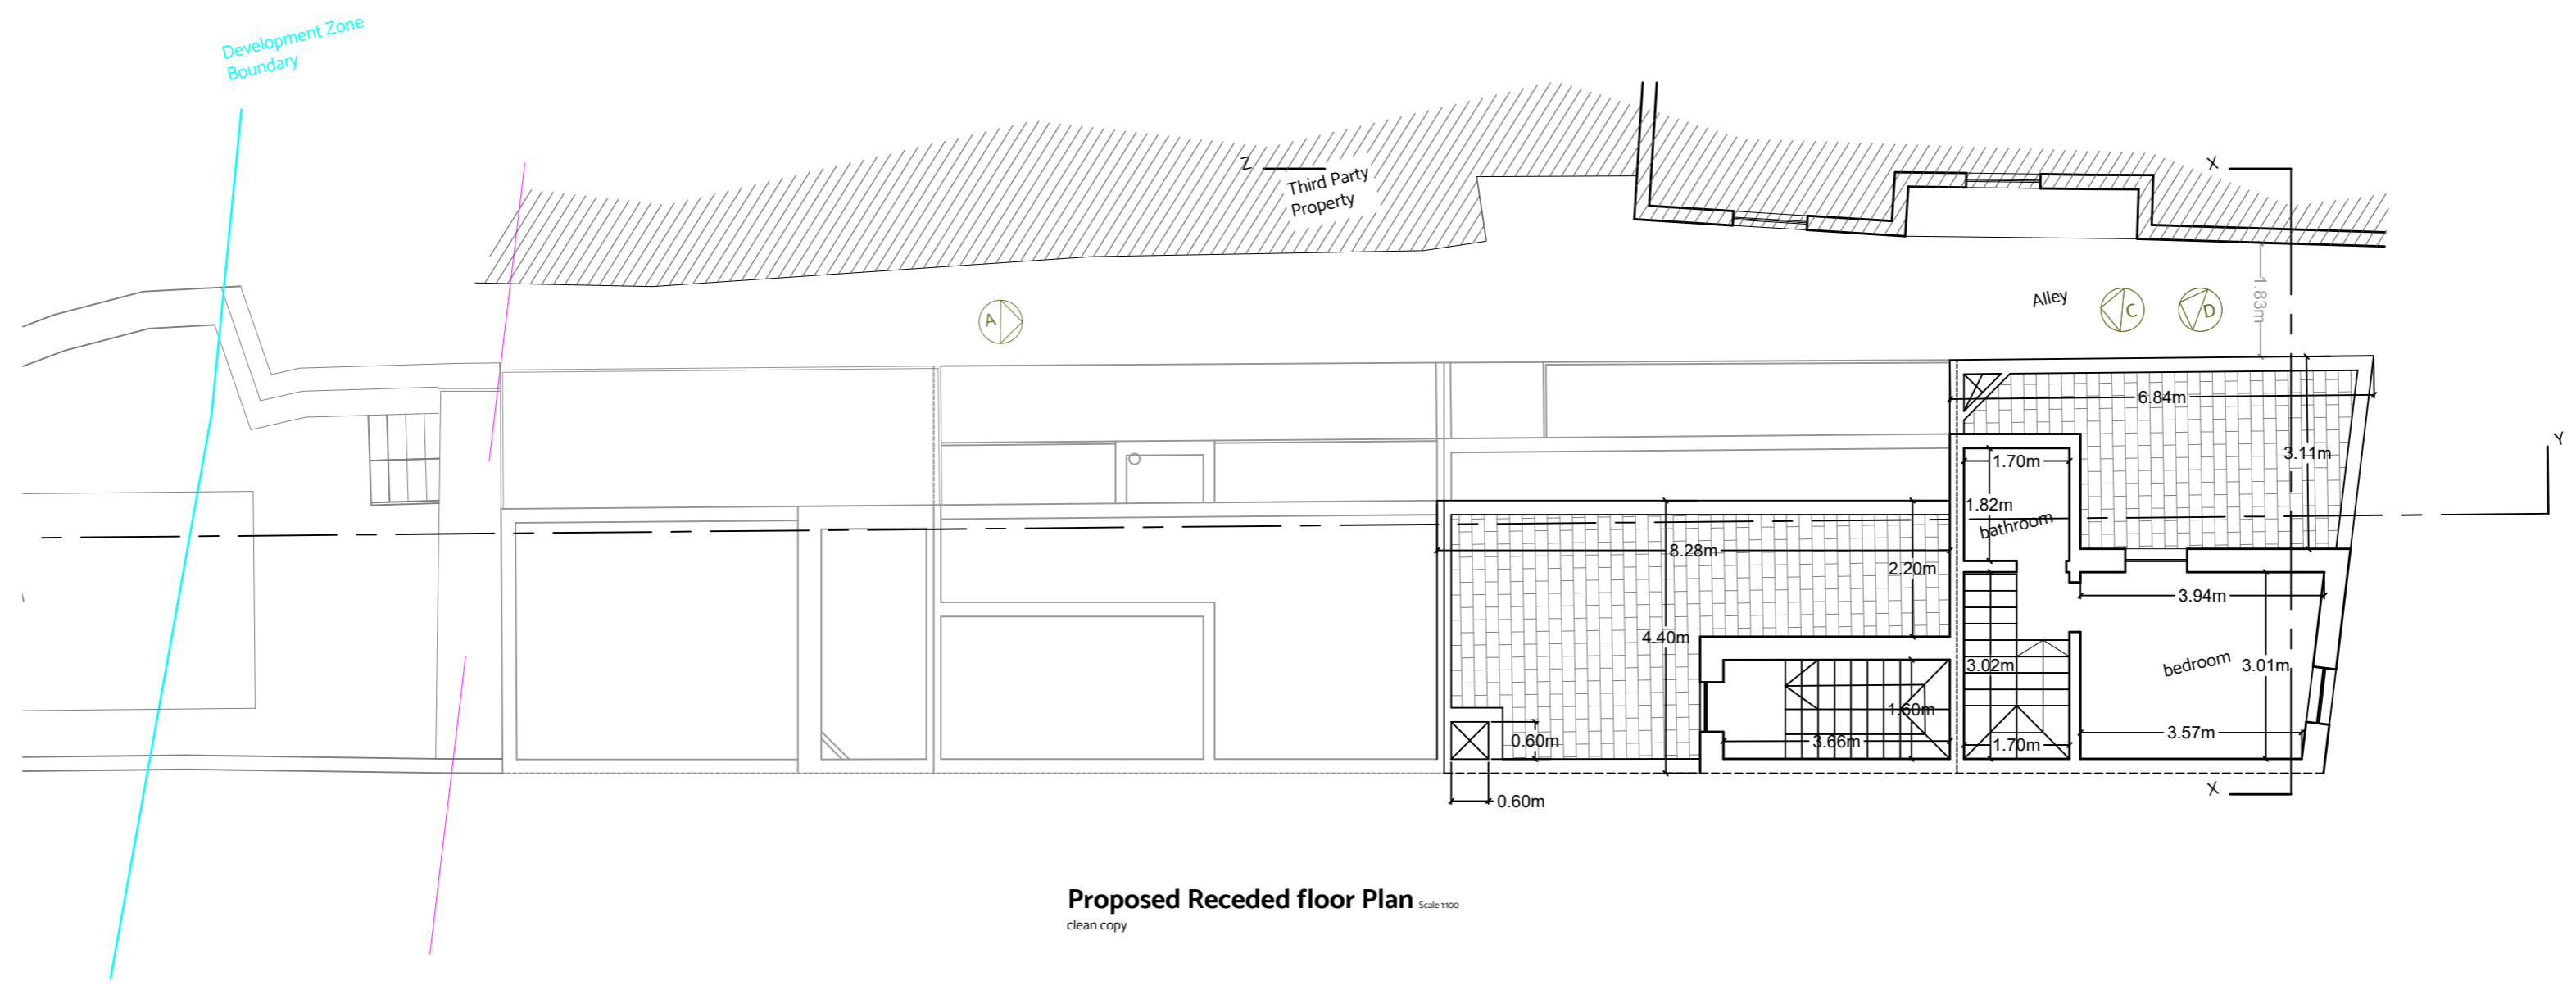 Development Zone
Boundary
Z
Third Party
Property
X
Y
A
Alley
C
D
1.83m
6.84m
3.11m
1.70m
1.82m
bathroom
8.28m
2.20m
3.94m
4.40m
3.02m
bedroom
3.01m
1.60m
0.60m
3.66m
1.70m
3.57m
X
0.60m
Proposed Receded floor Plan Scale 1:100
clean copy